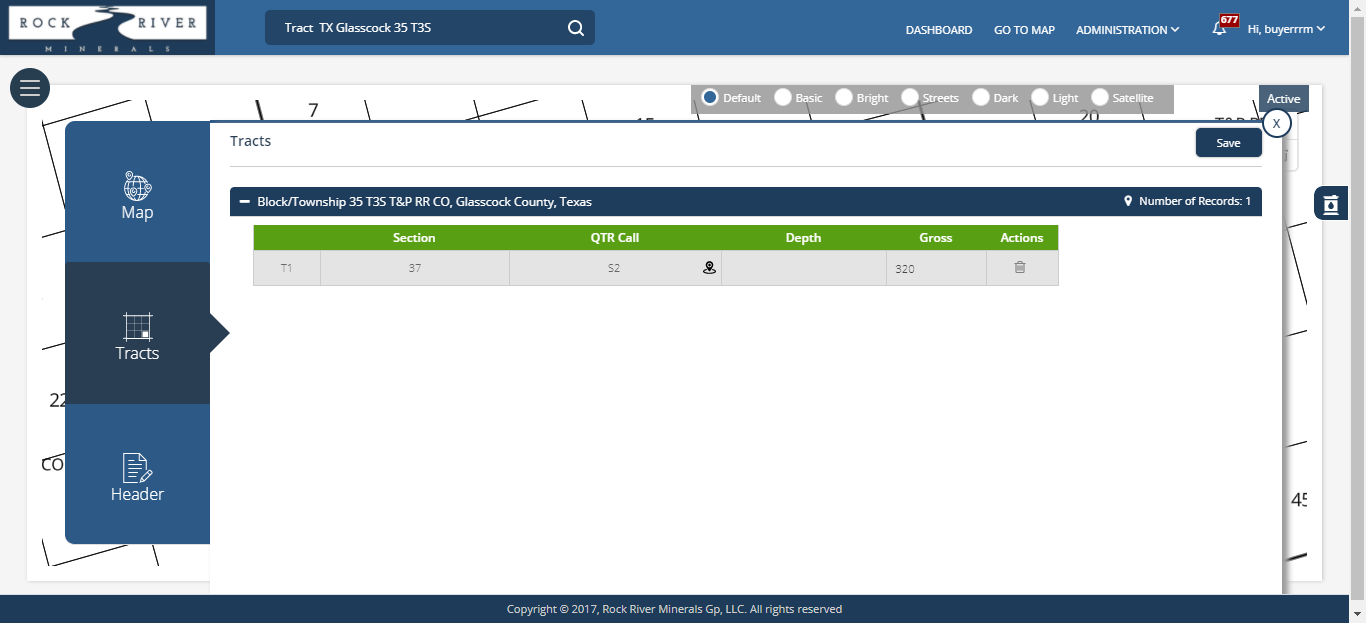 ROCK RIVER
MINERALS
Tract TX Glasscock 35 T3S
DASHBOARD GO TO MAP ADMINISTRATION 677 Hi, buyerrrm
Default Basic Bright Streets Dark Light Satellite
Active
7
20
X
Tracts
Save
Map
Block/Township 35 T3S T&P RR CO, Glasscock County, Texas
Number of Records: 1
Section QTR Call Depth Gross Actions
T1 37 S2 320
Tracts
22
CO
Header
45
Copyright © 2017, Rock River Minerals Gp, LLC. All rights reserved